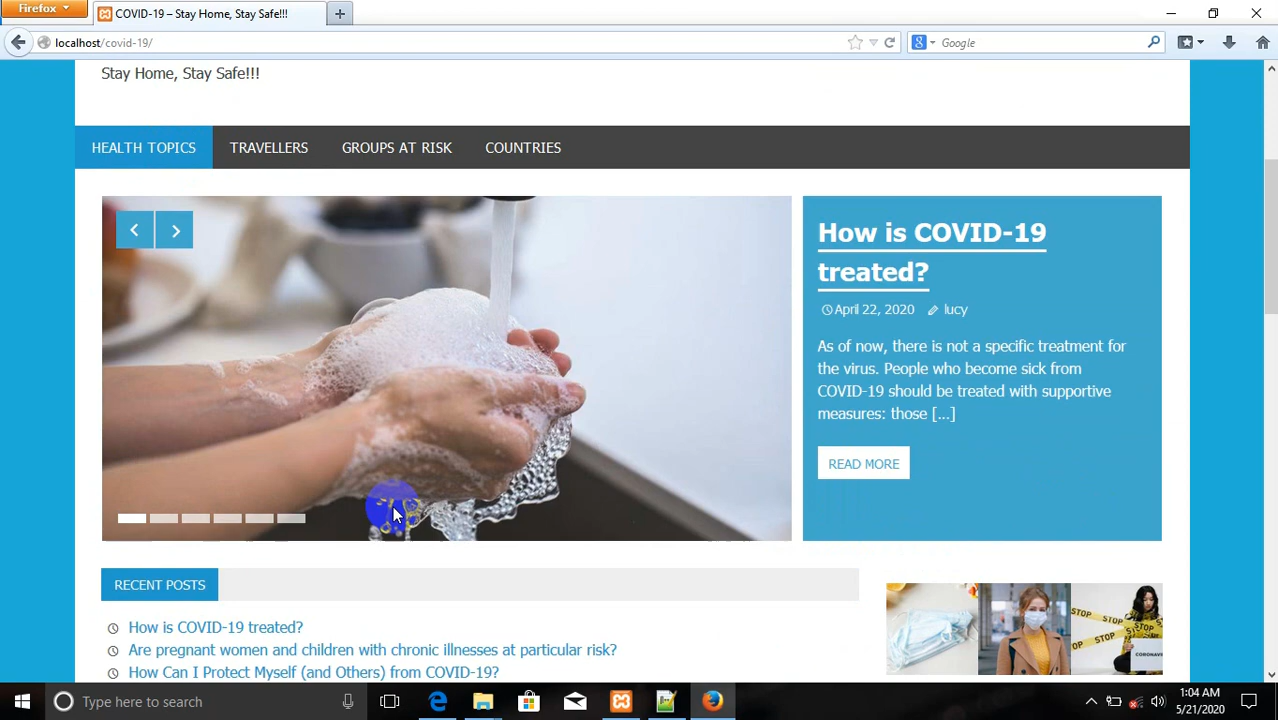 Firefox
COVID-19 – Stay Home, Stay Safe!!!
localhost/covid-19/
Google
Stay Home, Stay Safe!!!
HEALTH TOPICS
TRAVELLERS
GROUPS AT RISK
COUNTRIES
How is COVID-19
treated?
April 22, 2020
lucy
As of now, there is not a specific treatment for
the virus. People who become sick from
COVID-19 should be treated with supportive
measures: those […]
READ MORE
RECENT POSTS
How is COVID-19 treated?
Are pregnant women and children with chronic illnesses at particular risk?
How Can I Protect Myself (and Others) from COVID-19?
STOP
STOP
STOP
Type here to search
1:04 AM
5/21/2020